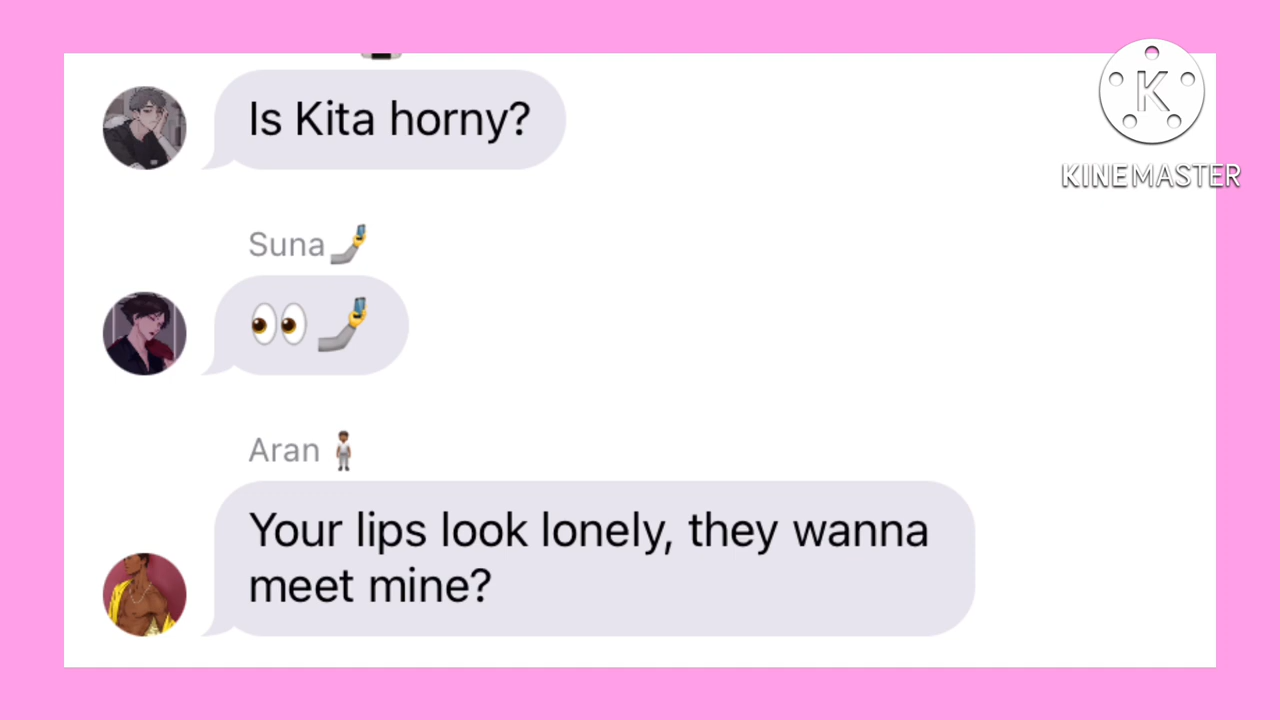 Is Kita horny?
K
KINEMASTER
Suna🤳
👀🤳
Aran🧍🏾‍♂️
Your lips look lonely, they wanna
meet mine?